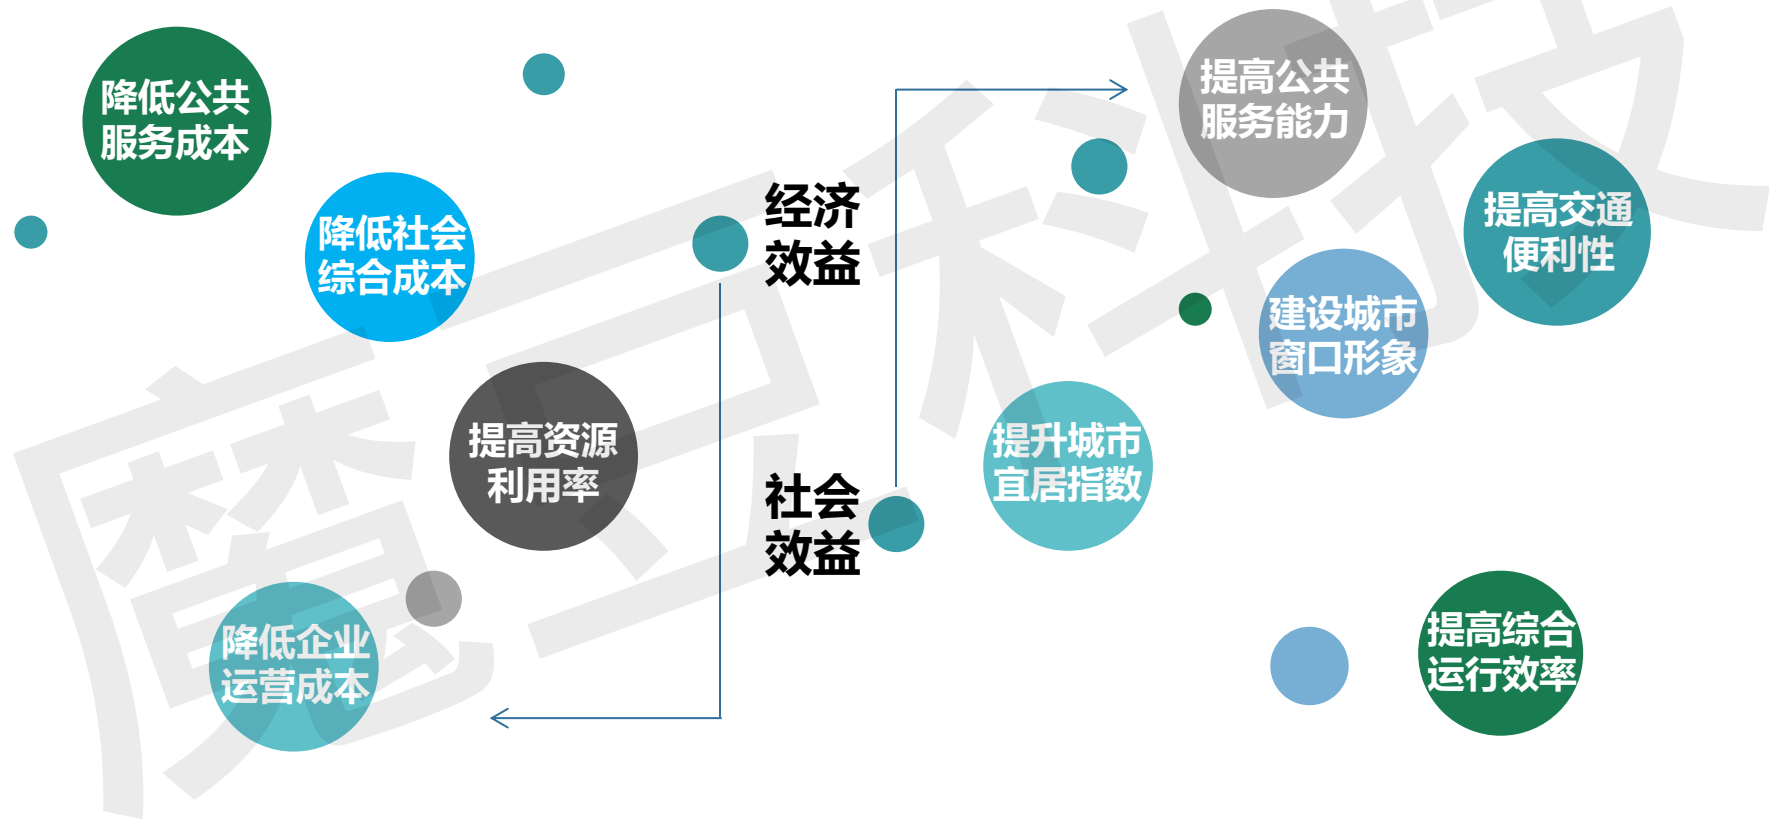 降低公共
服务成本
降低社会
综合成本
提高资源
利用率
降低企业
运营成本
经济
效益
社会
效益
提高公共
服务能力
提高交通
便利性
建设城市
窗口形象
提升城市
宜居指数
提高综合
运行效率
魔豆科技